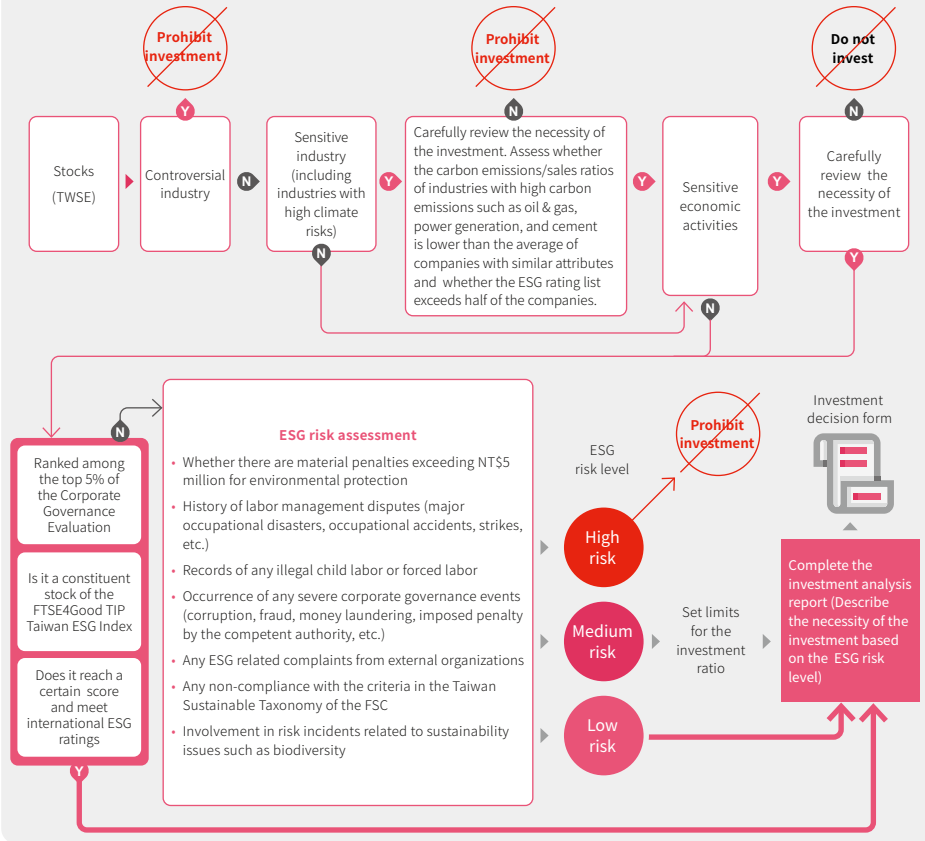 Prohibit
investment
Prohibit
investment
Do not
invest
Y
N
N
Stocks
(TWSE)
Controversial
industry
N
Sensitive
industry
(including
industries with
high climate
risks)
Y
Carefully review the necessity of
the investment. Assess whether
the carbon emissions/sales ratios
of industries with high carbon
emissions such as oil & gas,
power generation, and cement
is lower than the average of
companies with similar attributes
and whether the ESG rating list
exceeds half of the companies.
Y
Sensitive
economic
activities
Y
Carefully
review the
necessity of
the investment
N
N
Y
N
Ranked among
the top 5% of
the Corporate
Governance
Evaluation
Is it a constituent
stock of the
FTSE4Good TIP
Taiwan ESG Index
Does it reach a
certain score
and meet
international ESG
ratings
Y
ESG risk assessment
• Whether there are material penalties exceeding NT$5
million for environmental protection
• History of labor management disputes (major
occupational disasters, occupational accidents, strikes,
etc.)
• Records of any illegal child labor or forced labor
• Occurrence of any severe corporate governance events
(corruption, fraud, money laundering, imposed penalty
by the competent authority, etc.)
• Any ESG related complaints from external organizations
• Any non-compliance with the criteria in the Taiwan
Sustainable Taxonomy of the FSC
• Involvement in risk incidents related to sustainability
issues such as biodiversity
ESG
risk level
Prohibit
investment
High
risk
Medium
risk
Low
risk
Set limits
for the
investment
ratio
Investment
decision form
Complete the
investment analysis
report (Describe
the necessity of the
investment based
on the ESG risk
level)